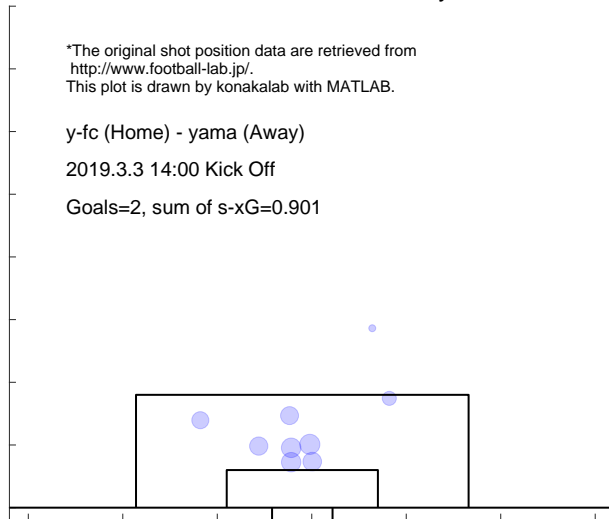 *The original shot position data are retrieved from
http://www.football-lab.jp/.
This plot is drawn by konakalab with MATLAB.
y-fc (Home) - yama (Away)
2019.3.3 14:00 Kick Off
Goals=2, sum of s-xG=0.901